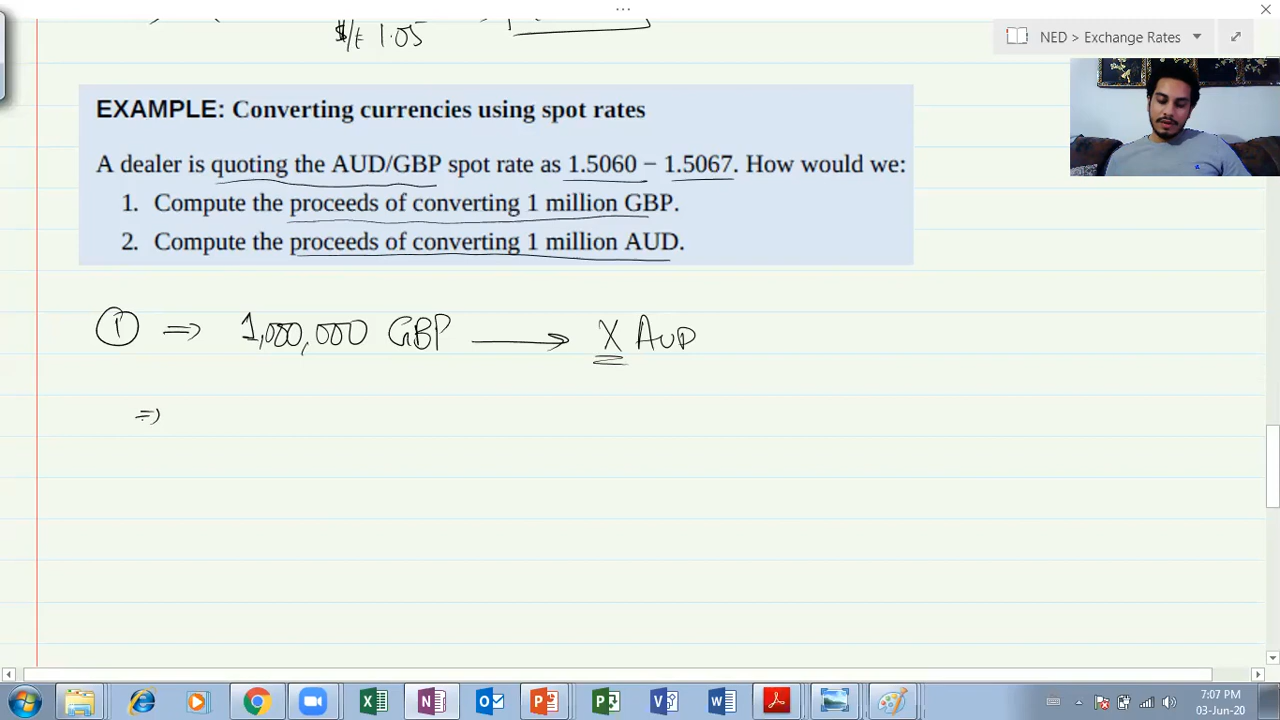 ...
NED > Exchange Rates
$/£ 1.05
EXAMPLE: Converting currencies using spot rates
A dealer is quoting the AUD/GBP spot rate as 1.5060 − 1.5067. How would we:
1. Compute the proceeds of converting 1 million GBP.
2. Compute the proceeds of converting 1 million AUD.
① ⇒ 1,000,000 GBP → X AUD
⇒
7:07 PM
03-Jun-20